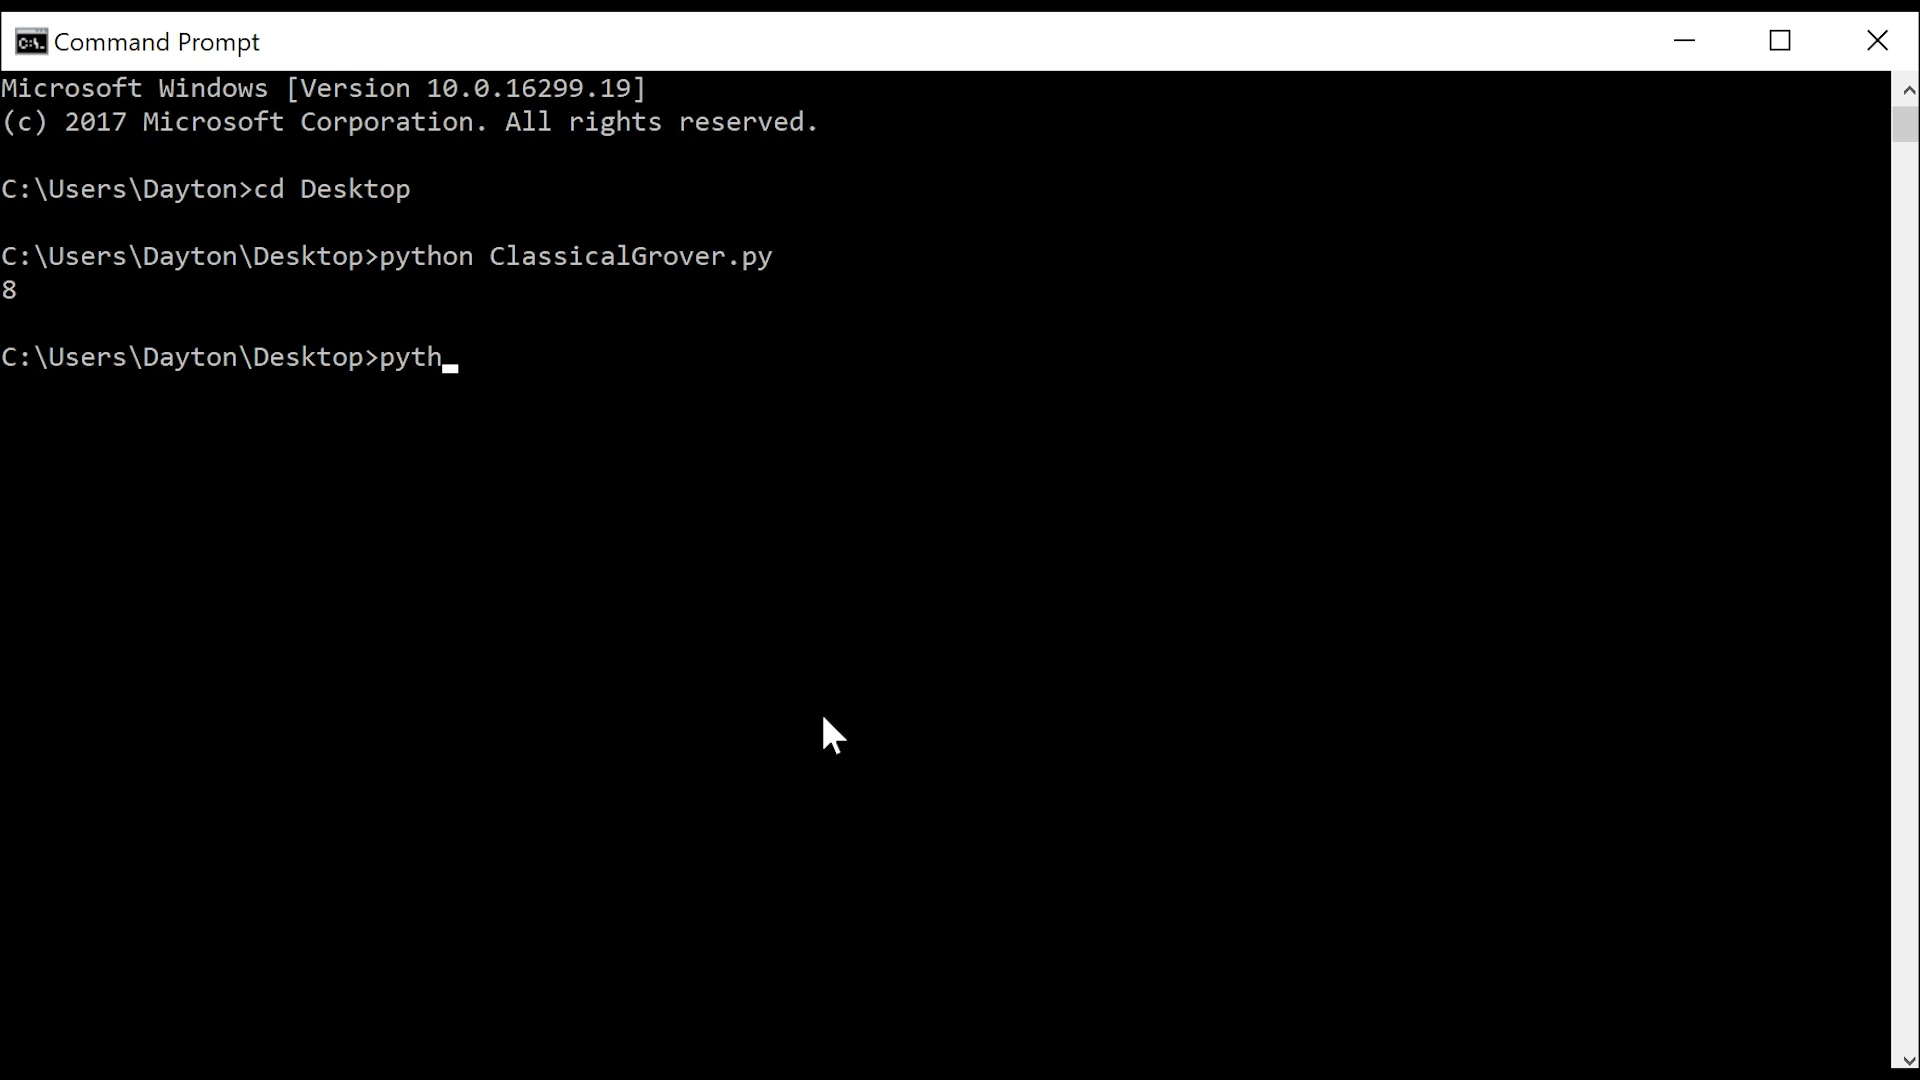 Command Prompt
Microsoft Windows [Version 10.0.16299.19]
(c) 2017 Microsoft Corporation. All rights reserved.
C:\Users\Dayton>cd Desktop
C:\Users\Dayton\Desktop>python ClassicalGrover.py
8
C:\Users\Dayton\Desktop>pyth_